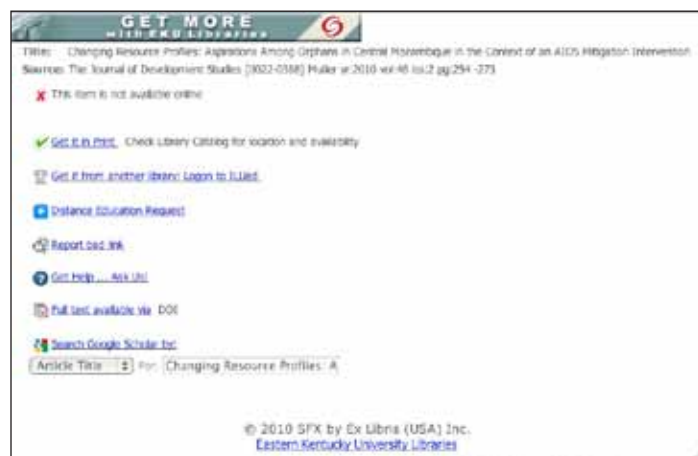 GET MORE
with EKU Libraries
Title: Changing Resource Profiles: Aspirations Among Orphans in Central Mozambique in the Context of an AIDS Mitigation Intervention
Source: The Journal of Development Studies [0022-0388] Muller yr:2010 vol:46 iss:2 pg:254 -273
This item is not available online
Get it in Print Check Library Catalog for location and availability
Get it from another library: Logon to ILLiad
Distance Education Request
Report bad link
Get Help .... Ask Us!
Full text available via DOI
Search Google Scholar by:
Article Title For: Changing Resource Profiles: A
© 2010 SFX by Ex Libris (USA) Inc.
Eastern Kentucky University Libraries